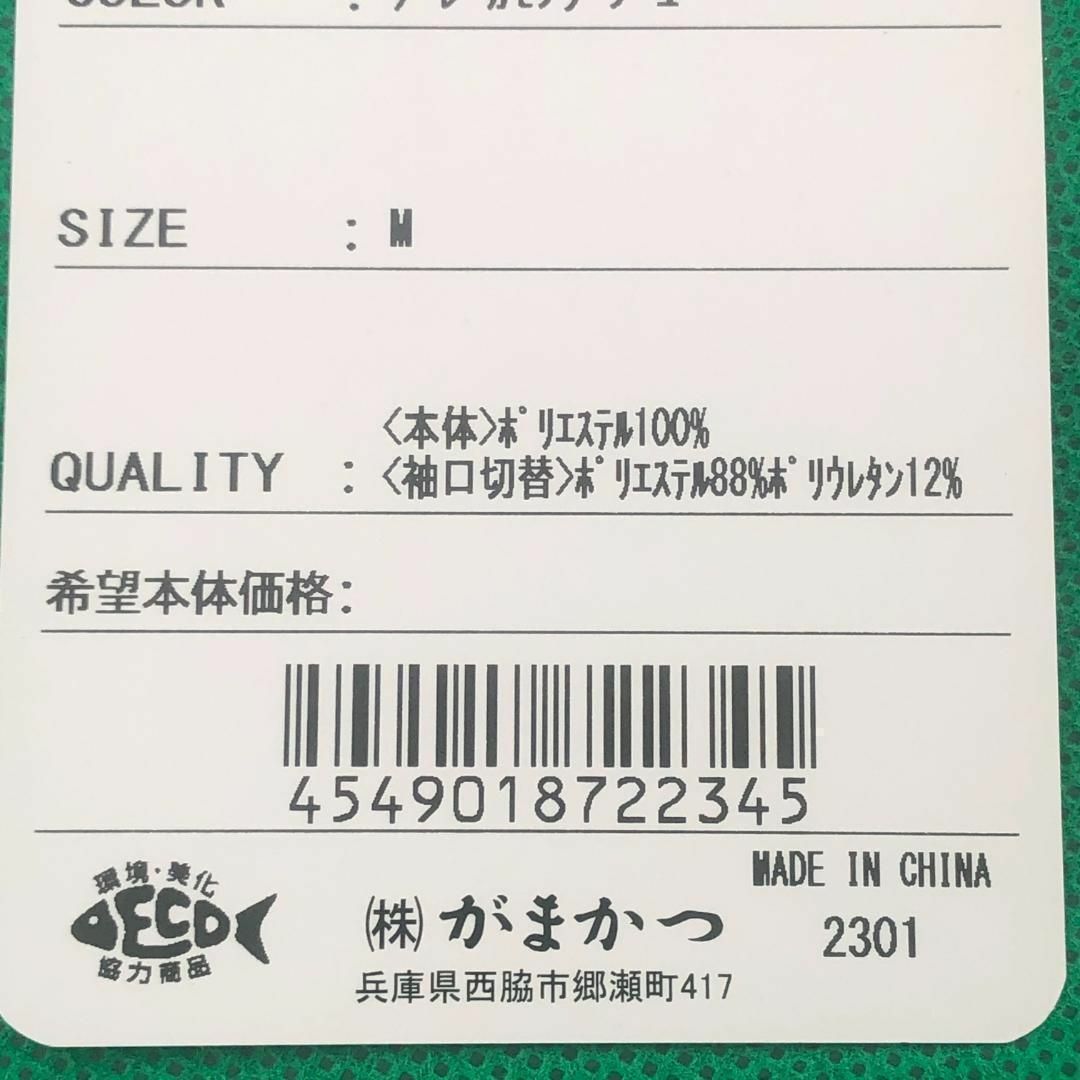 SIZE : M
<本体>ﾎﾟﾘｴｽﾃﾙ100%
QUALITY : <袖口切替>ﾎﾟﾘｴｽﾃﾙ88%ﾎﾟﾘｳﾚﾀﾝ12%
希望本体価格:
4549018722345
MADE IN CHINA
環境・美化
ECO
協力商品
(株)がまかつ
2301
兵庫県西脇市郷瀬町417